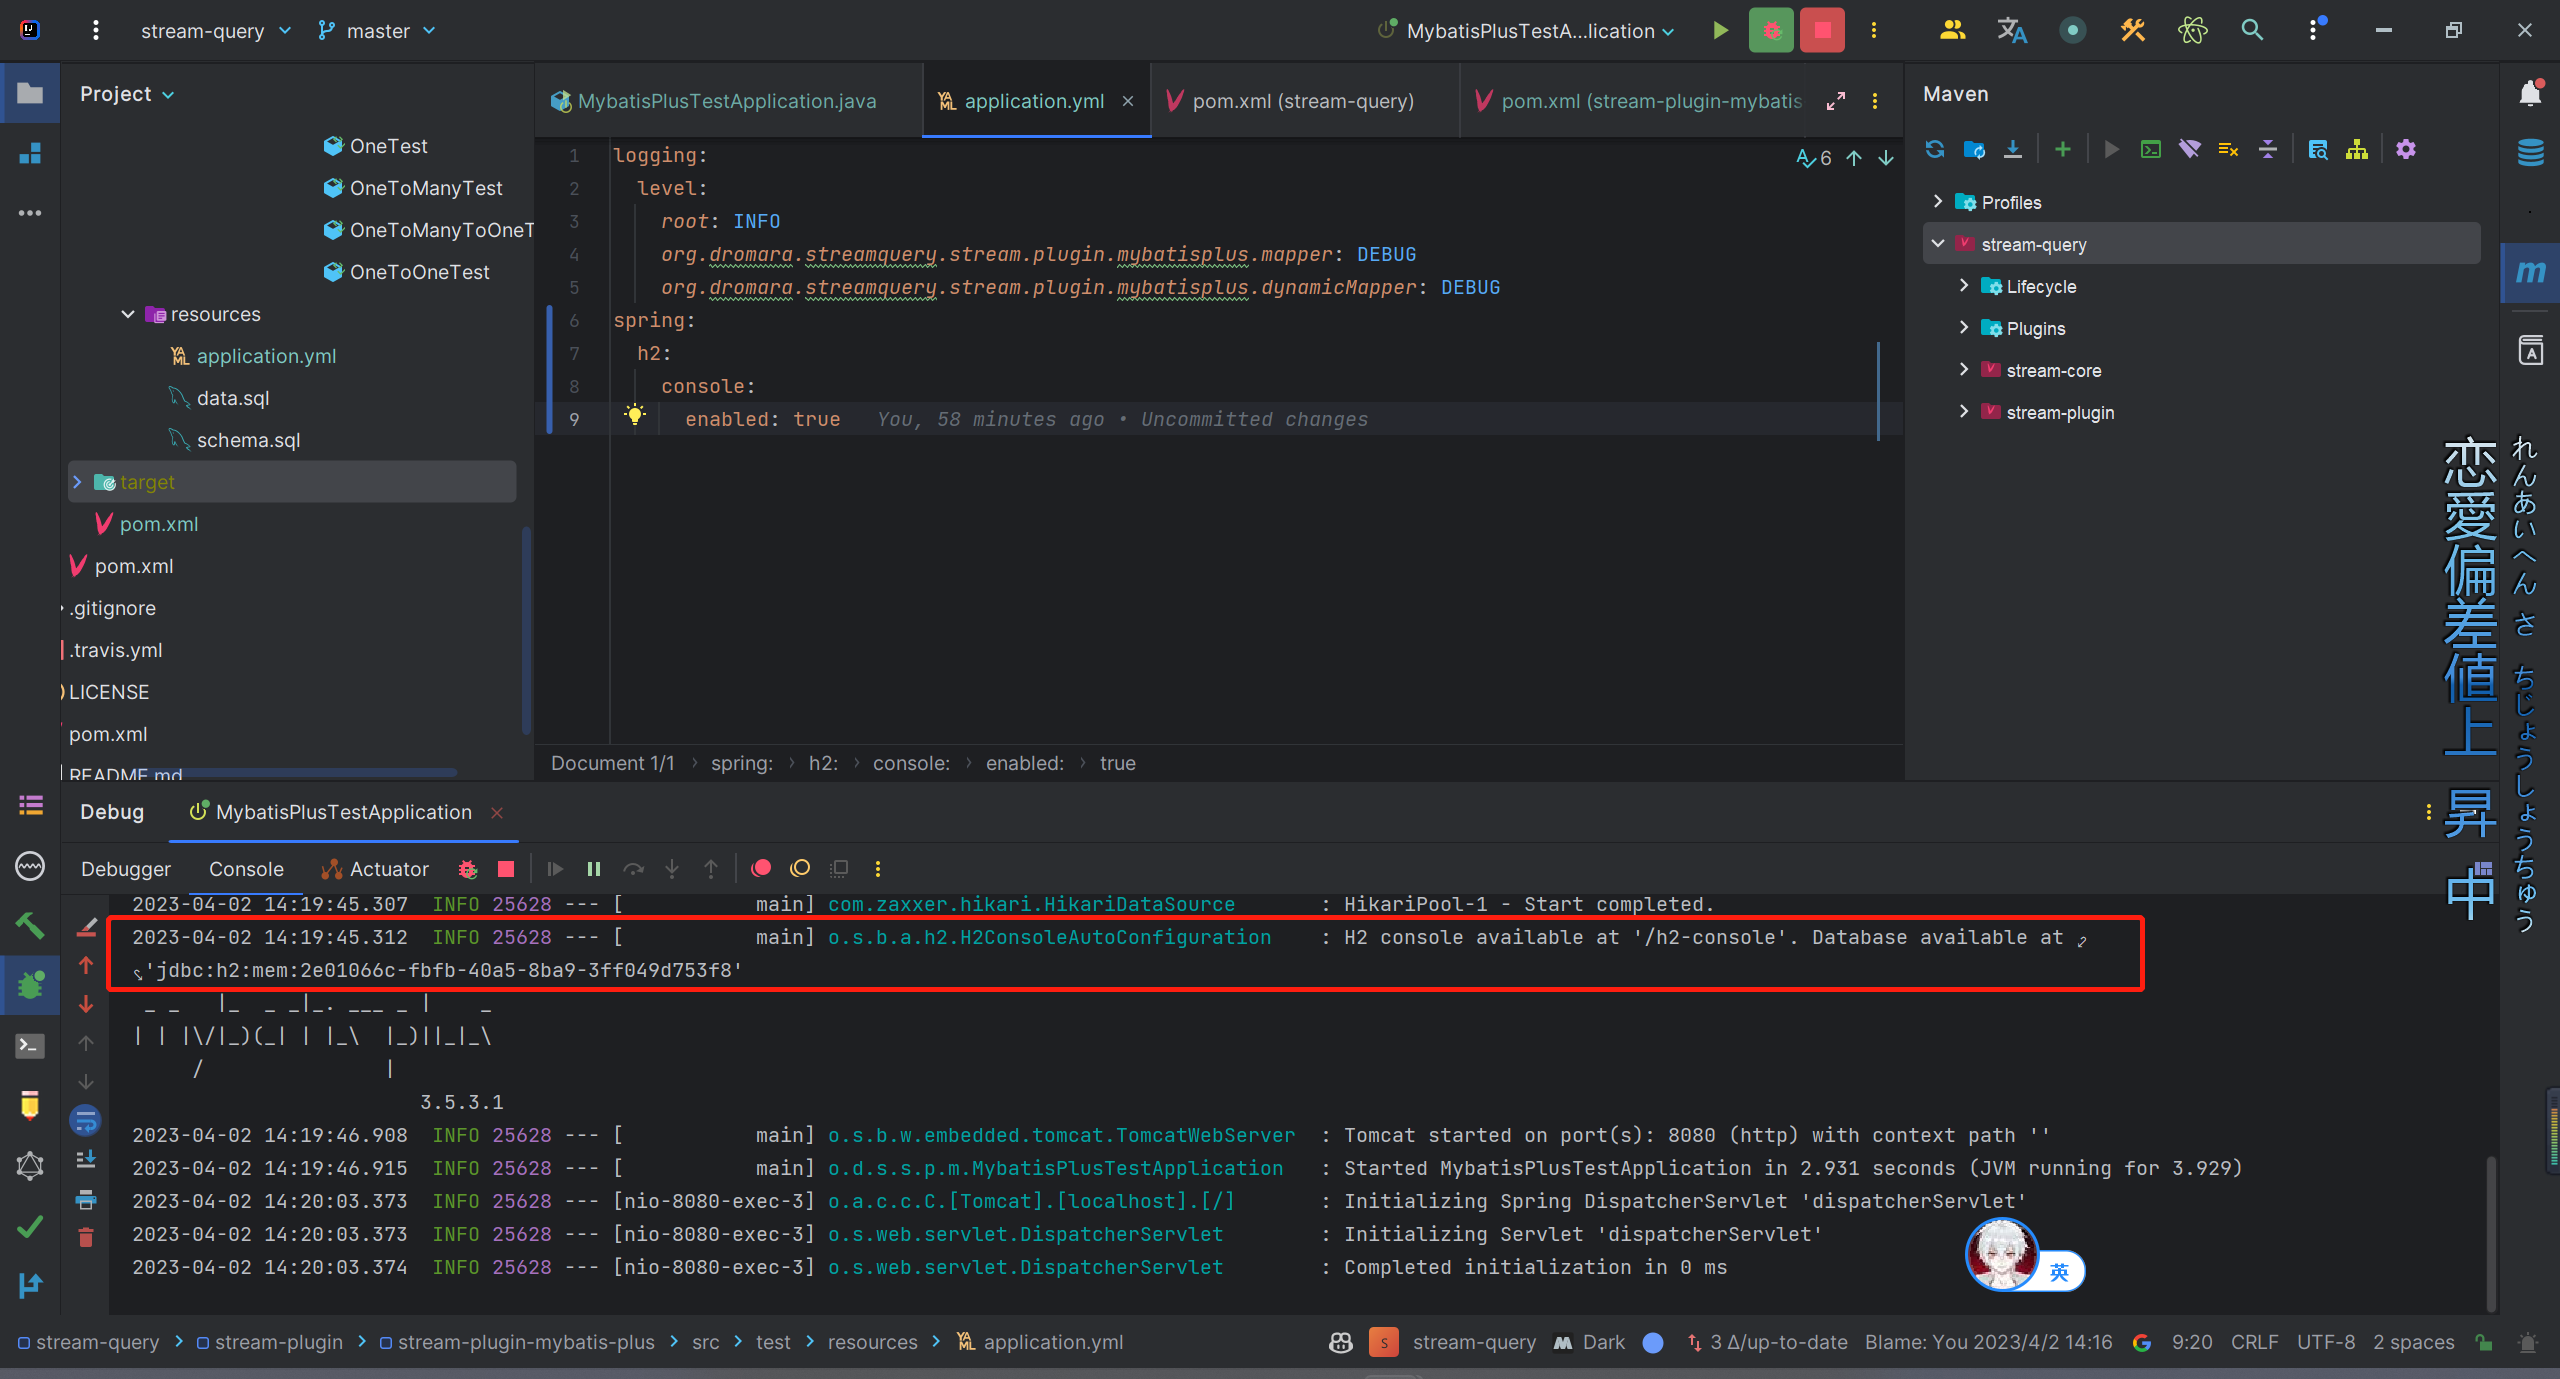 stream-query
master
MybatisPlusTestA...lication
Project
OneTest
OneToManyTest
OneToManyToOneT
OneToOneTest
resources
application.yml
data.sql
schema.sql
target
pom.xml
pom.xml
.gitignore
.travis.yml
LICENSE
pom.xml
README.md
MybatisPlusTestApplication.java
application.yml
pom.xml (stream-query)
pom.xml (stream-plugin-mybatis
6
1 logging:
2 level:
3 root: INFO
4 org.dromara.streamquery.stream.plugin.mybatisplus.mapper: DEBUG
5 org.dromara.streamquery.stream.plugin.mybatisplus.dynamicMapper: DEBUG
6 spring:
7 h2:
8 console:
9 enabled: true You, 58 minutes ago • Uncommitted changes
Document 1/1 › spring: › h2: › console: › enabled: › true
Maven
Profiles
stream-query
Lifecycle
Plugins
stream-core
stream-plugin
恋愛偏差値上昇中
れんあいへんさ ちじょうしょうちゅう
Debug
MybatisPlusTestApplication
Debugger
Console
Actuator
2023-04-02 14:19:45.307 INFO 25628 --- [ main] com.zaxxer.hikari.HikariDataSource : HikariPool-1 - Start completed.
2023-04-02 14:19:45.312 INFO 25628 --- [ main] o.s.b.a.h2.H2ConsoleAutoConfiguration : H2 console available at '/h2-console'. Database available at
'jdbc:h2:mem:2e01066c-fbfb-40a5-8ba9-3ff049d753f8'
 _ _   |_  _ _|_. ___ _ |    _
| | |\/|_)(_| | |_\  |_)||_|_\
     /               |
3.5.3.1
2023-04-02 14:19:46.908 INFO 25628 --- [ main] o.s.b.w.embedded.tomcat.TomcatWebServer : Tomcat started on port(s): 8080 (http) with context path ''
2023-04-02 14:19:46.915 INFO 25628 --- [ main] o.d.s.s.p.m.MybatisPlusTestApplication : Started MybatisPlusTestApplication in 2.931 seconds (JVM running for 3.929)
2023-04-02 14:20:03.373 INFO 25628 --- [nio-8080-exec-3] o.a.c.c.C.[Tomcat].[localhost].[/] : Initializing Spring DispatcherServlet 'dispatcherServlet'
2023-04-02 14:20:03.373 INFO 25628 --- [nio-8080-exec-3] o.s.web.servlet.DispatcherServlet : Initializing Servlet 'dispatcherServlet'
2023-04-02 14:20:03.374 INFO 25628 --- [nio-8080-exec-3] o.s.web.servlet.DispatcherServlet : Completed initialization in 0 ms
英
stream-query › stream-plugin › stream-plugin-mybatis-plus › src › test › resources › application.yml
stream-query
Dark
3 Δ/up-to-date
Blame: You 2023/4/2 14:16
9:20
CRLF
UTF-8
2 spaces